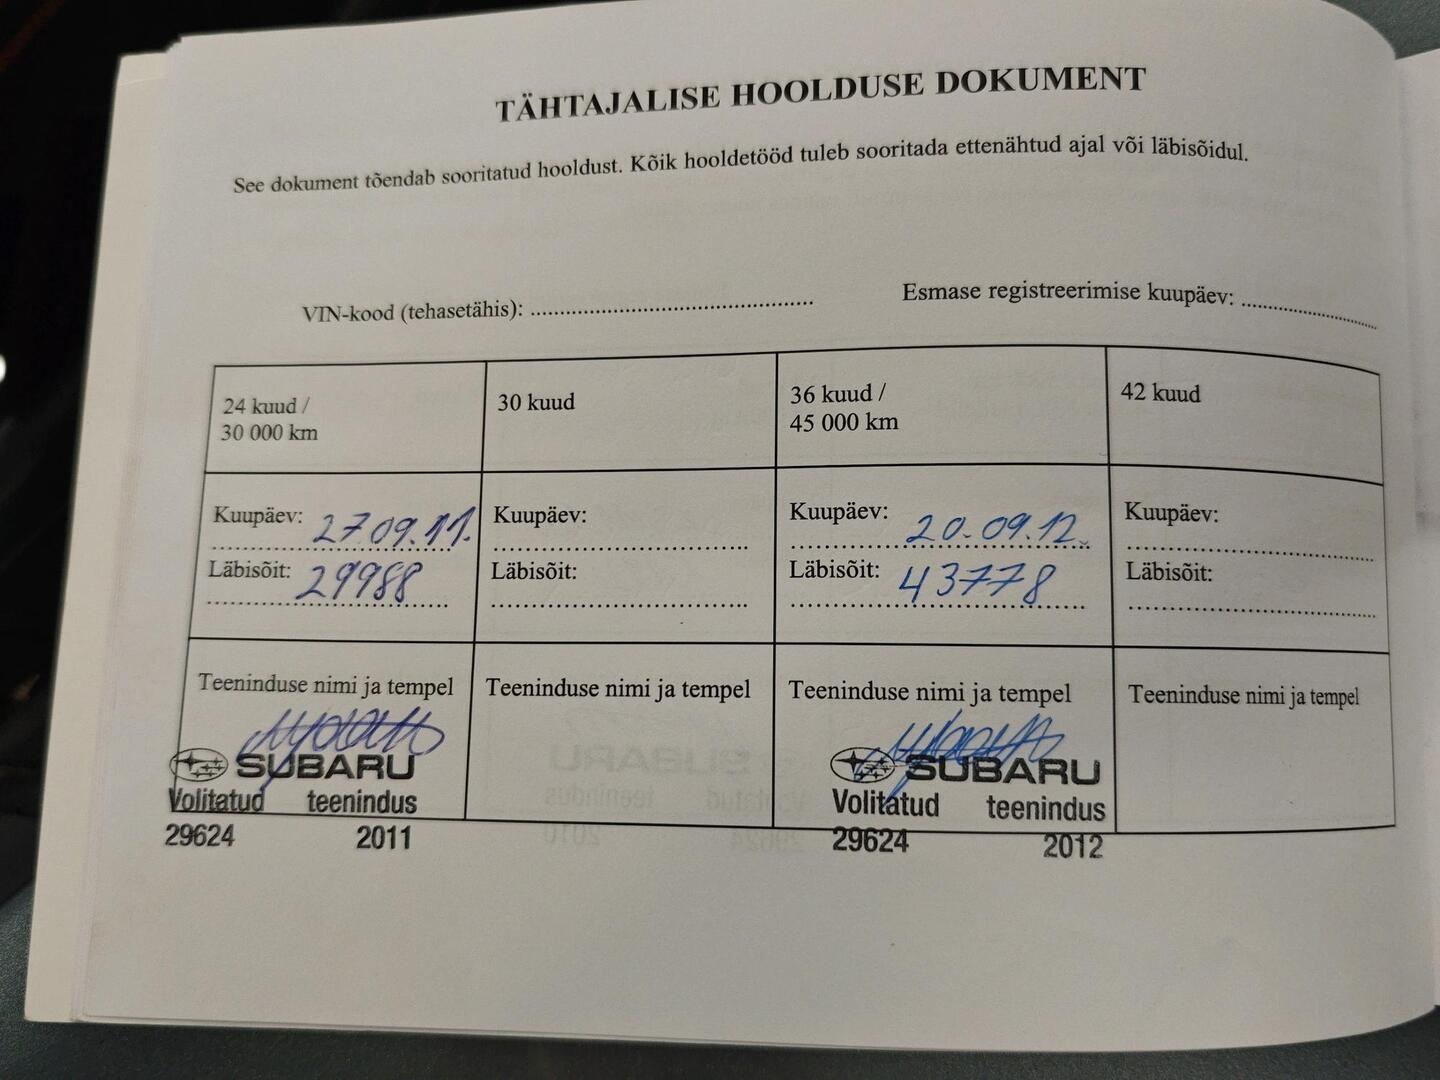 TÄHTAJALISE HOOLDUSE DOKUMENT
See dokument tõendab sooritatud hooldust. Kõik hooldetööd tuleb sooritada ettenähtud ajal või läbisõidul.
VIN-kood (tehasetähis): ................................................
Esmase registreerimise kuupäev: ........................
24 kuud /
30 000 km
30 kuud
36 kuud /
45 000 km
42 kuud
Kuupäev: 27.09.11.
Läbisõit: 29988
Kuupäev:
Läbisõit:
Kuupäev: 20.09.12.
Läbisõit: 43778
Kuupäev:
Läbisõit:
Teeninduse nimi ja tempel
SUBARU
Volitatud teenindus
29624 2011
Teeninduse nimi ja tempel
Teeninduse nimi ja tempel
SUBARU
Volitatud teenindus
29624 2012
Teeninduse nimi ja tempel